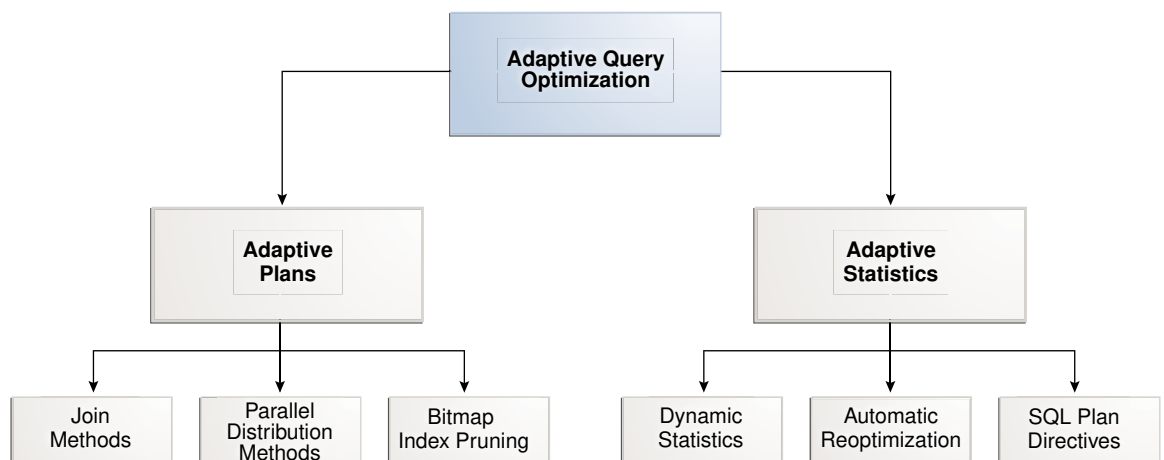 Adaptive Query
Optimization
Adaptive
Plans
Adaptive
Statistics
Join
Methods
Parallel
Distribution
Methods
Bitmap
Index Pruning
Dynamic
Statistics
Automatic
Reoptimization
SQL Plan
Directives